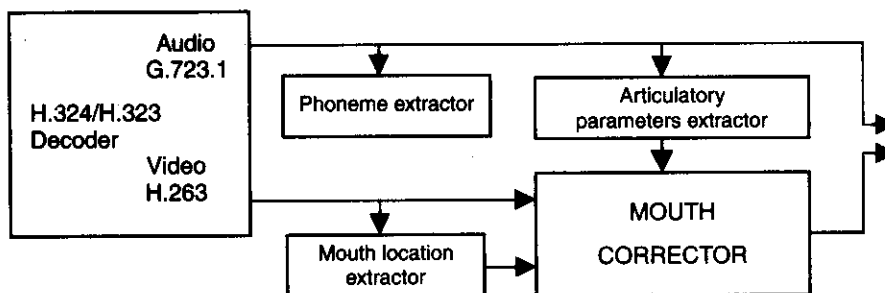 Audio
G.723.1
H.324/H.323
Decoder
Video
H.263
Phoneme extractor
Articulatory
parameters extractor
Mouth location
extractor
MOUTH
CORRECTOR